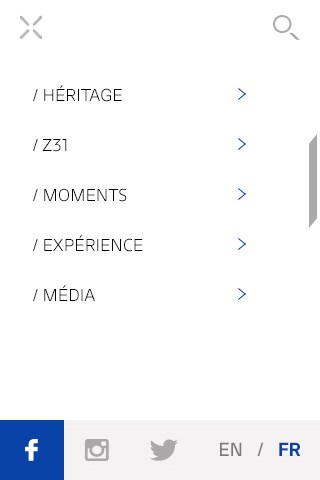 / HÉRITAGE
/ Z31
/ MOMENTS
/ EXPÉRIENCE
/ MÉDIA
EN / FR